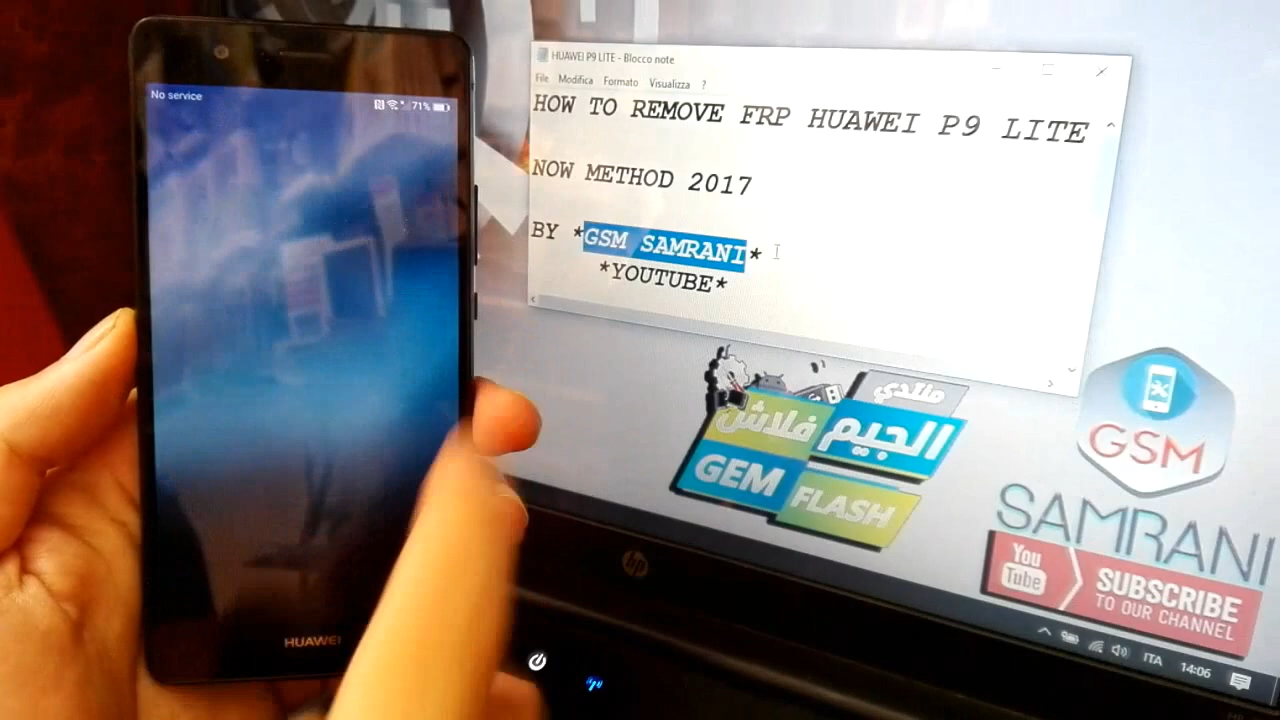 No service
71%
HUAWEI
HUAWEI P9 LITE - Blocco note
File Modifica Formato Visualizza ?
HOW TO REMOVE FRP HUAWEI P9 LITE
NOW METHOD 2017
BY *GSM SAMRANI*
*YOUTUBE*
منتدي
الجيم فلاش
GEM
FLASH
GSM
SAMRANI
You
Tube
SUBSCRIBE
TO OUR CHANNEL
ITA
14:06
hp